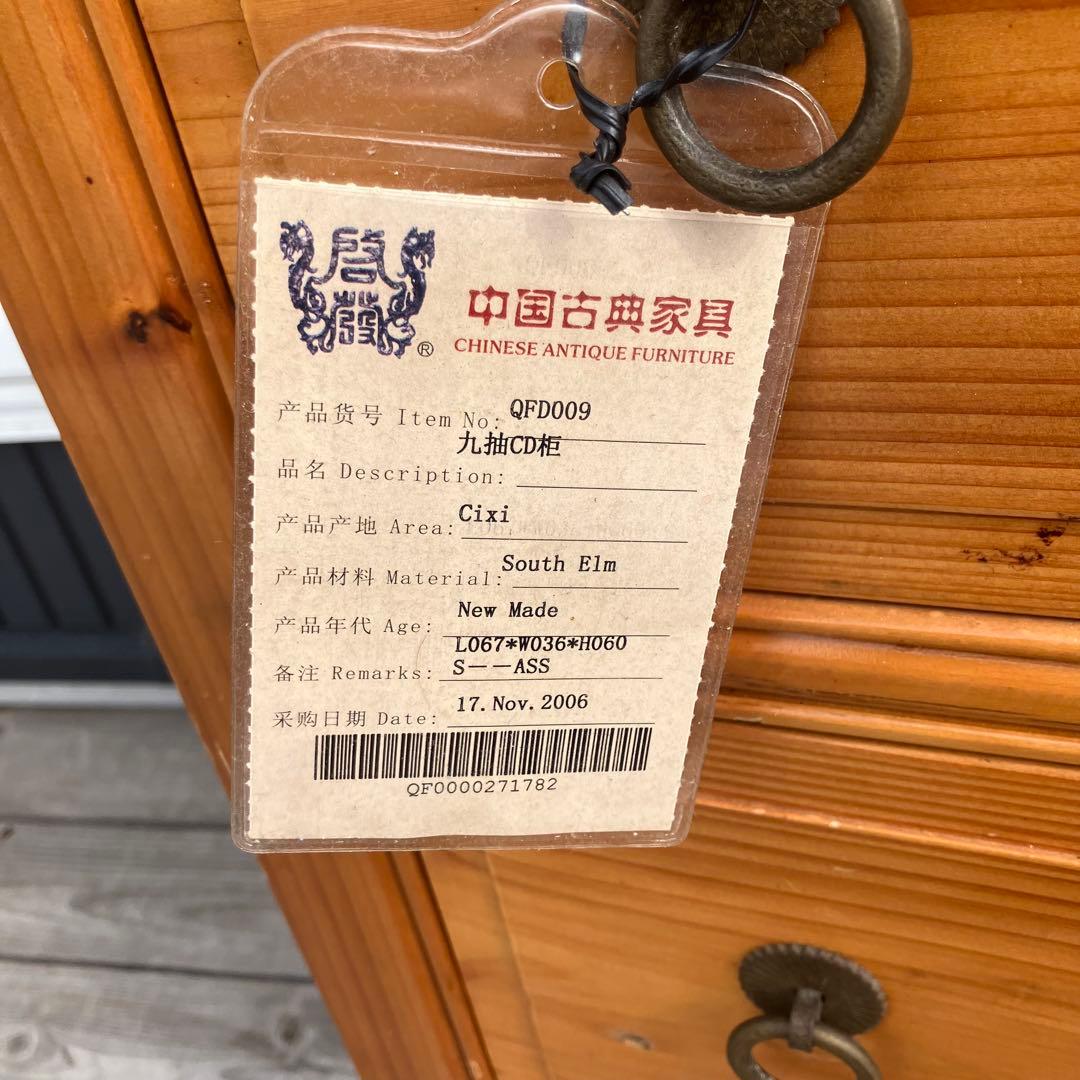 启發
®
中国古典家具
CHINESE ANTIQUE FURNITURE
产品货号 Item No: QFD009
九抽CD柜
品名 Description:
产品产地 Area: Cixi
产品材料 Material: South Elm
产品年代 Age: New Made
L067*W036*H060
备注 Remarks: S——ASS
采购日期 Date: 17.Nov.2006
QF0000271782